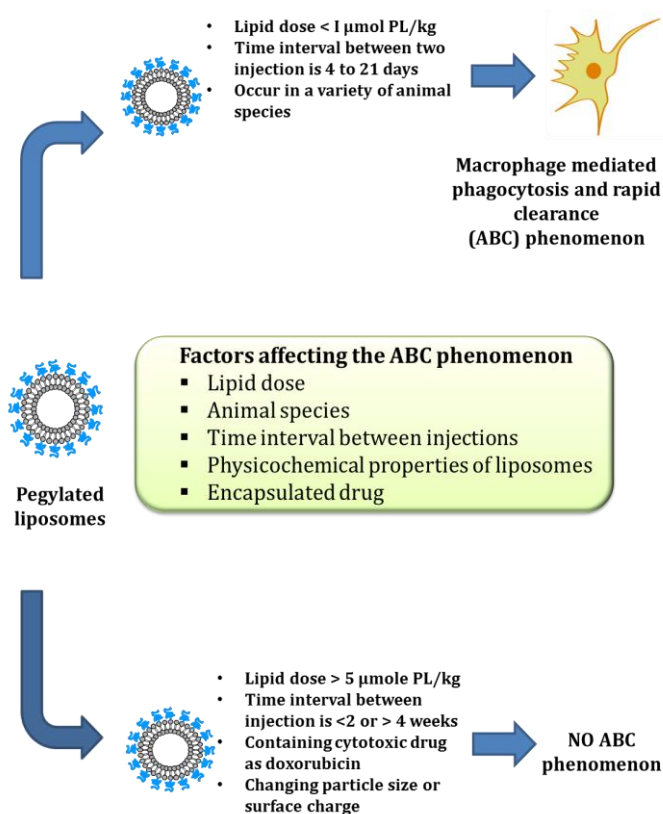 • Lipid dose < I µmol PL/kg
• Time interval between two
injection is 4 to 21 days
• Occur in a variety of animal
species
Macrophage mediated
phagocytosis and rapid
clearance
(ABC) phenomenon
Factors affecting the ABC phenomenon
▪ Lipid dose
▪ Animal species
▪ Time interval between injections
▪ Physicochemical properties of liposomes
▪ Encapsulated drug
Pegylated
liposomes
• Lipid dose > 5 µmole PL/kg
• Time interval between
injection is <2 or > 4 weeks
• Containing cytotoxic drug
as doxorubicin
• Changing particle size or
surface charge
NO ABC
phenomenon